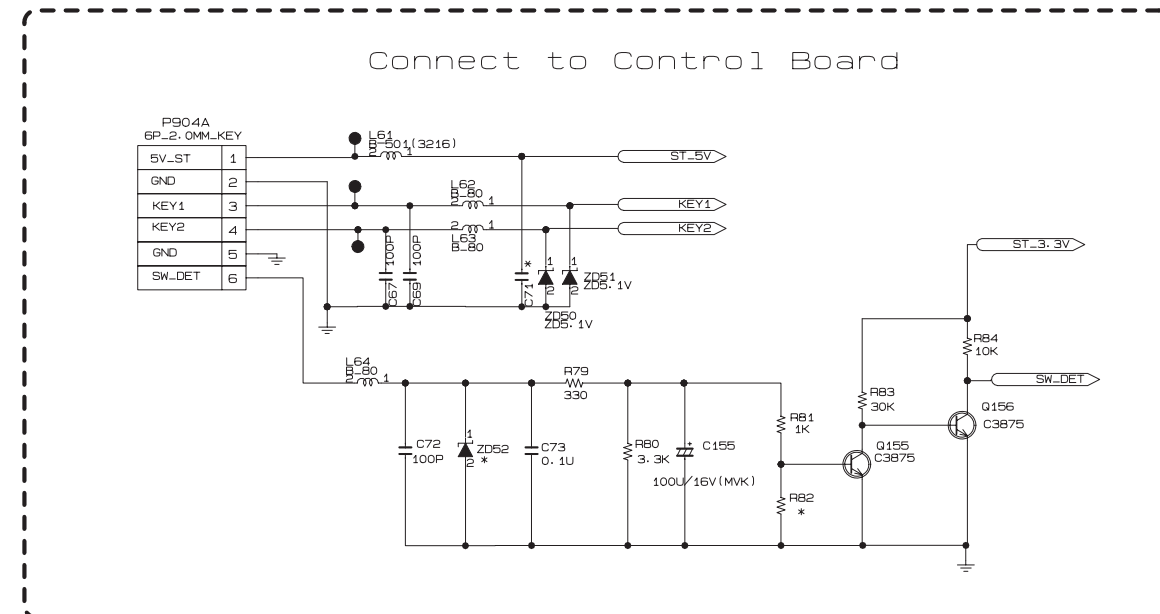 Connect to Control Board
P904A
6P_2.0MM_KEY
5V_ST 1
GND 2
KEY1 3
KEY2 4
GND 5
SW_DET 6
L61
B-501(3216)
2 1
ST_5V
L62
B_80
2 1
KEY1
2 1
L63
B_80
KEY2
100P
C67
100P
C69
*
C71
1
2
ZD50
ZD5.1V
1
2
ZD51
ZD5.1V
ST_3.3V
R84
10K
SW_DET
L64
B_80
2 1
R79
330
R83
30K
Q156
C3875
R81
1K
Q155
C3875
C72
100P
1
2
ZD52
*
C73
0.1U
R80
3.3K
+
C155
100U/16V(MVK)
R82
*